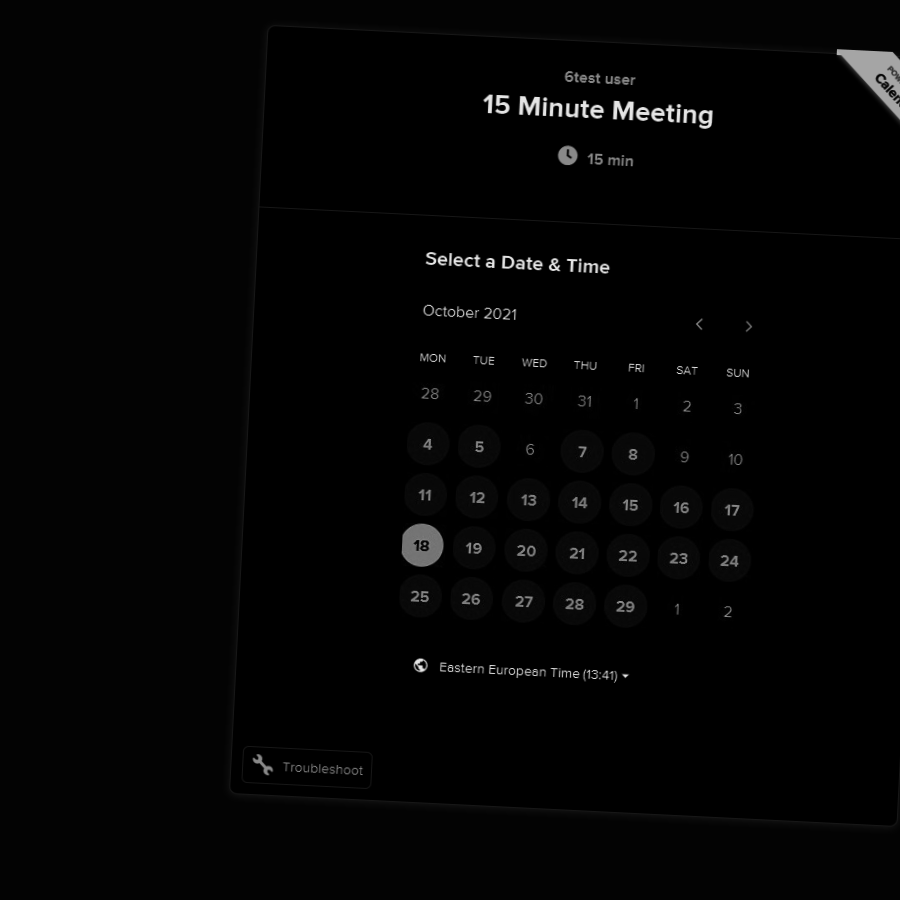 6test user
15 Minute Meeting
15 min
Select a Date & Time
October 2021
MON TUE WED THU FRI SAT SUN
28 29 30 31 1 2 3
4 5 6 7 8 9 10
11 12 13 14 15 16 17
18 19 20 21 22 23 24
25 26 27 28 29 1 2
Eastern European Time (13:41)
Troubleshoot